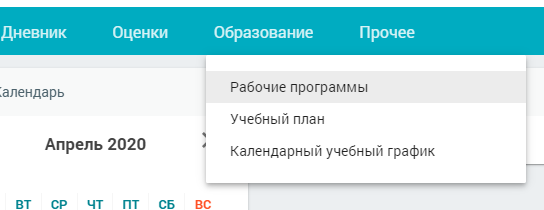 Дневник Оценки Образование Прочее
Рабочие программы
Календарь
Учебный план
Апрель 2020
Календарный учебный график
ВТ СР ЧТ ПТ СБ ВС